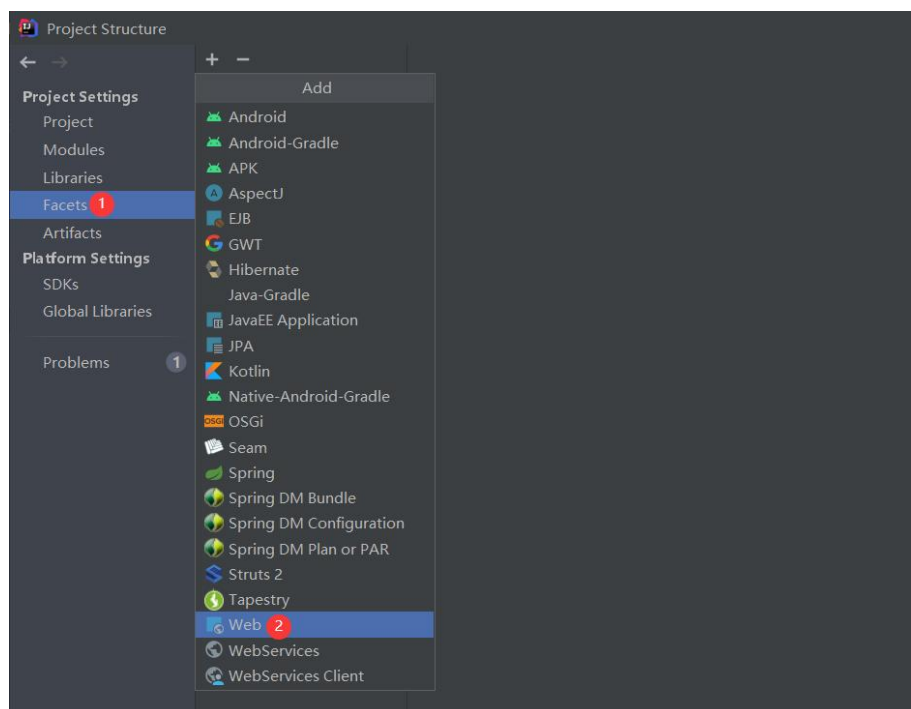 Project Structure
Project Settings
Project
Modules
Libraries
Facets 1
Artifacts
Platform Settings
SDKs
Global Libraries
Problems 1
Add
Android
Android-Gradle
APK
A AspectJ
EJB
GWT
Hibernate
Java-Gradle
JavaEE Application
JPA
Kotlin
Native-Android-Gradle
OSGi OSGi
Seam
Spring
Spring DM Bundle
Spring DM Configuration
Spring DM Plan or PAR
Struts 2
Tapestry
Web 2
WebServices
WebServices Client